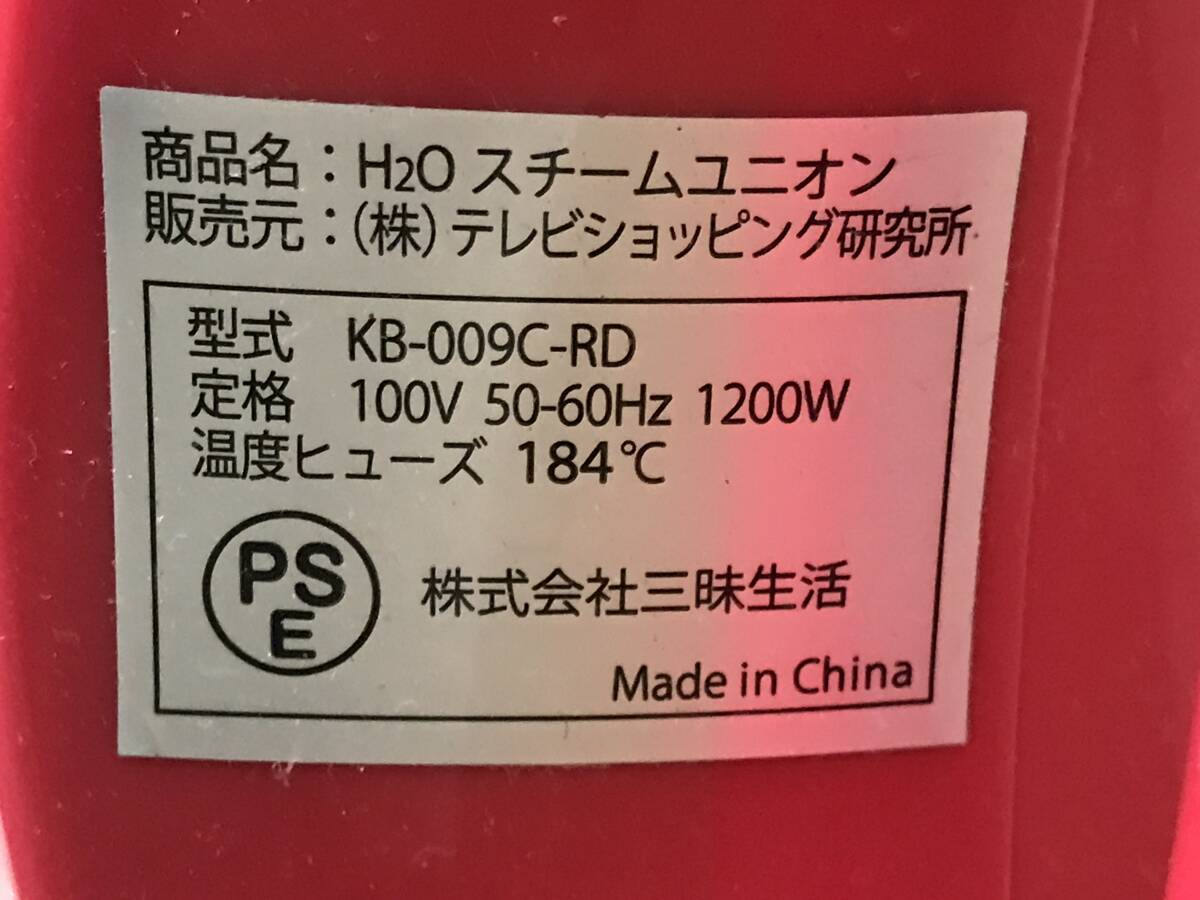 商品名：H2O スチームユニオン
販売元：(株) テレビショッピング研究所
型式 KB-009C-RD
定格 100V 50-60Hz 1200W
温度ヒューズ 184℃
PS
E
株式会社三昧生活
Made in China